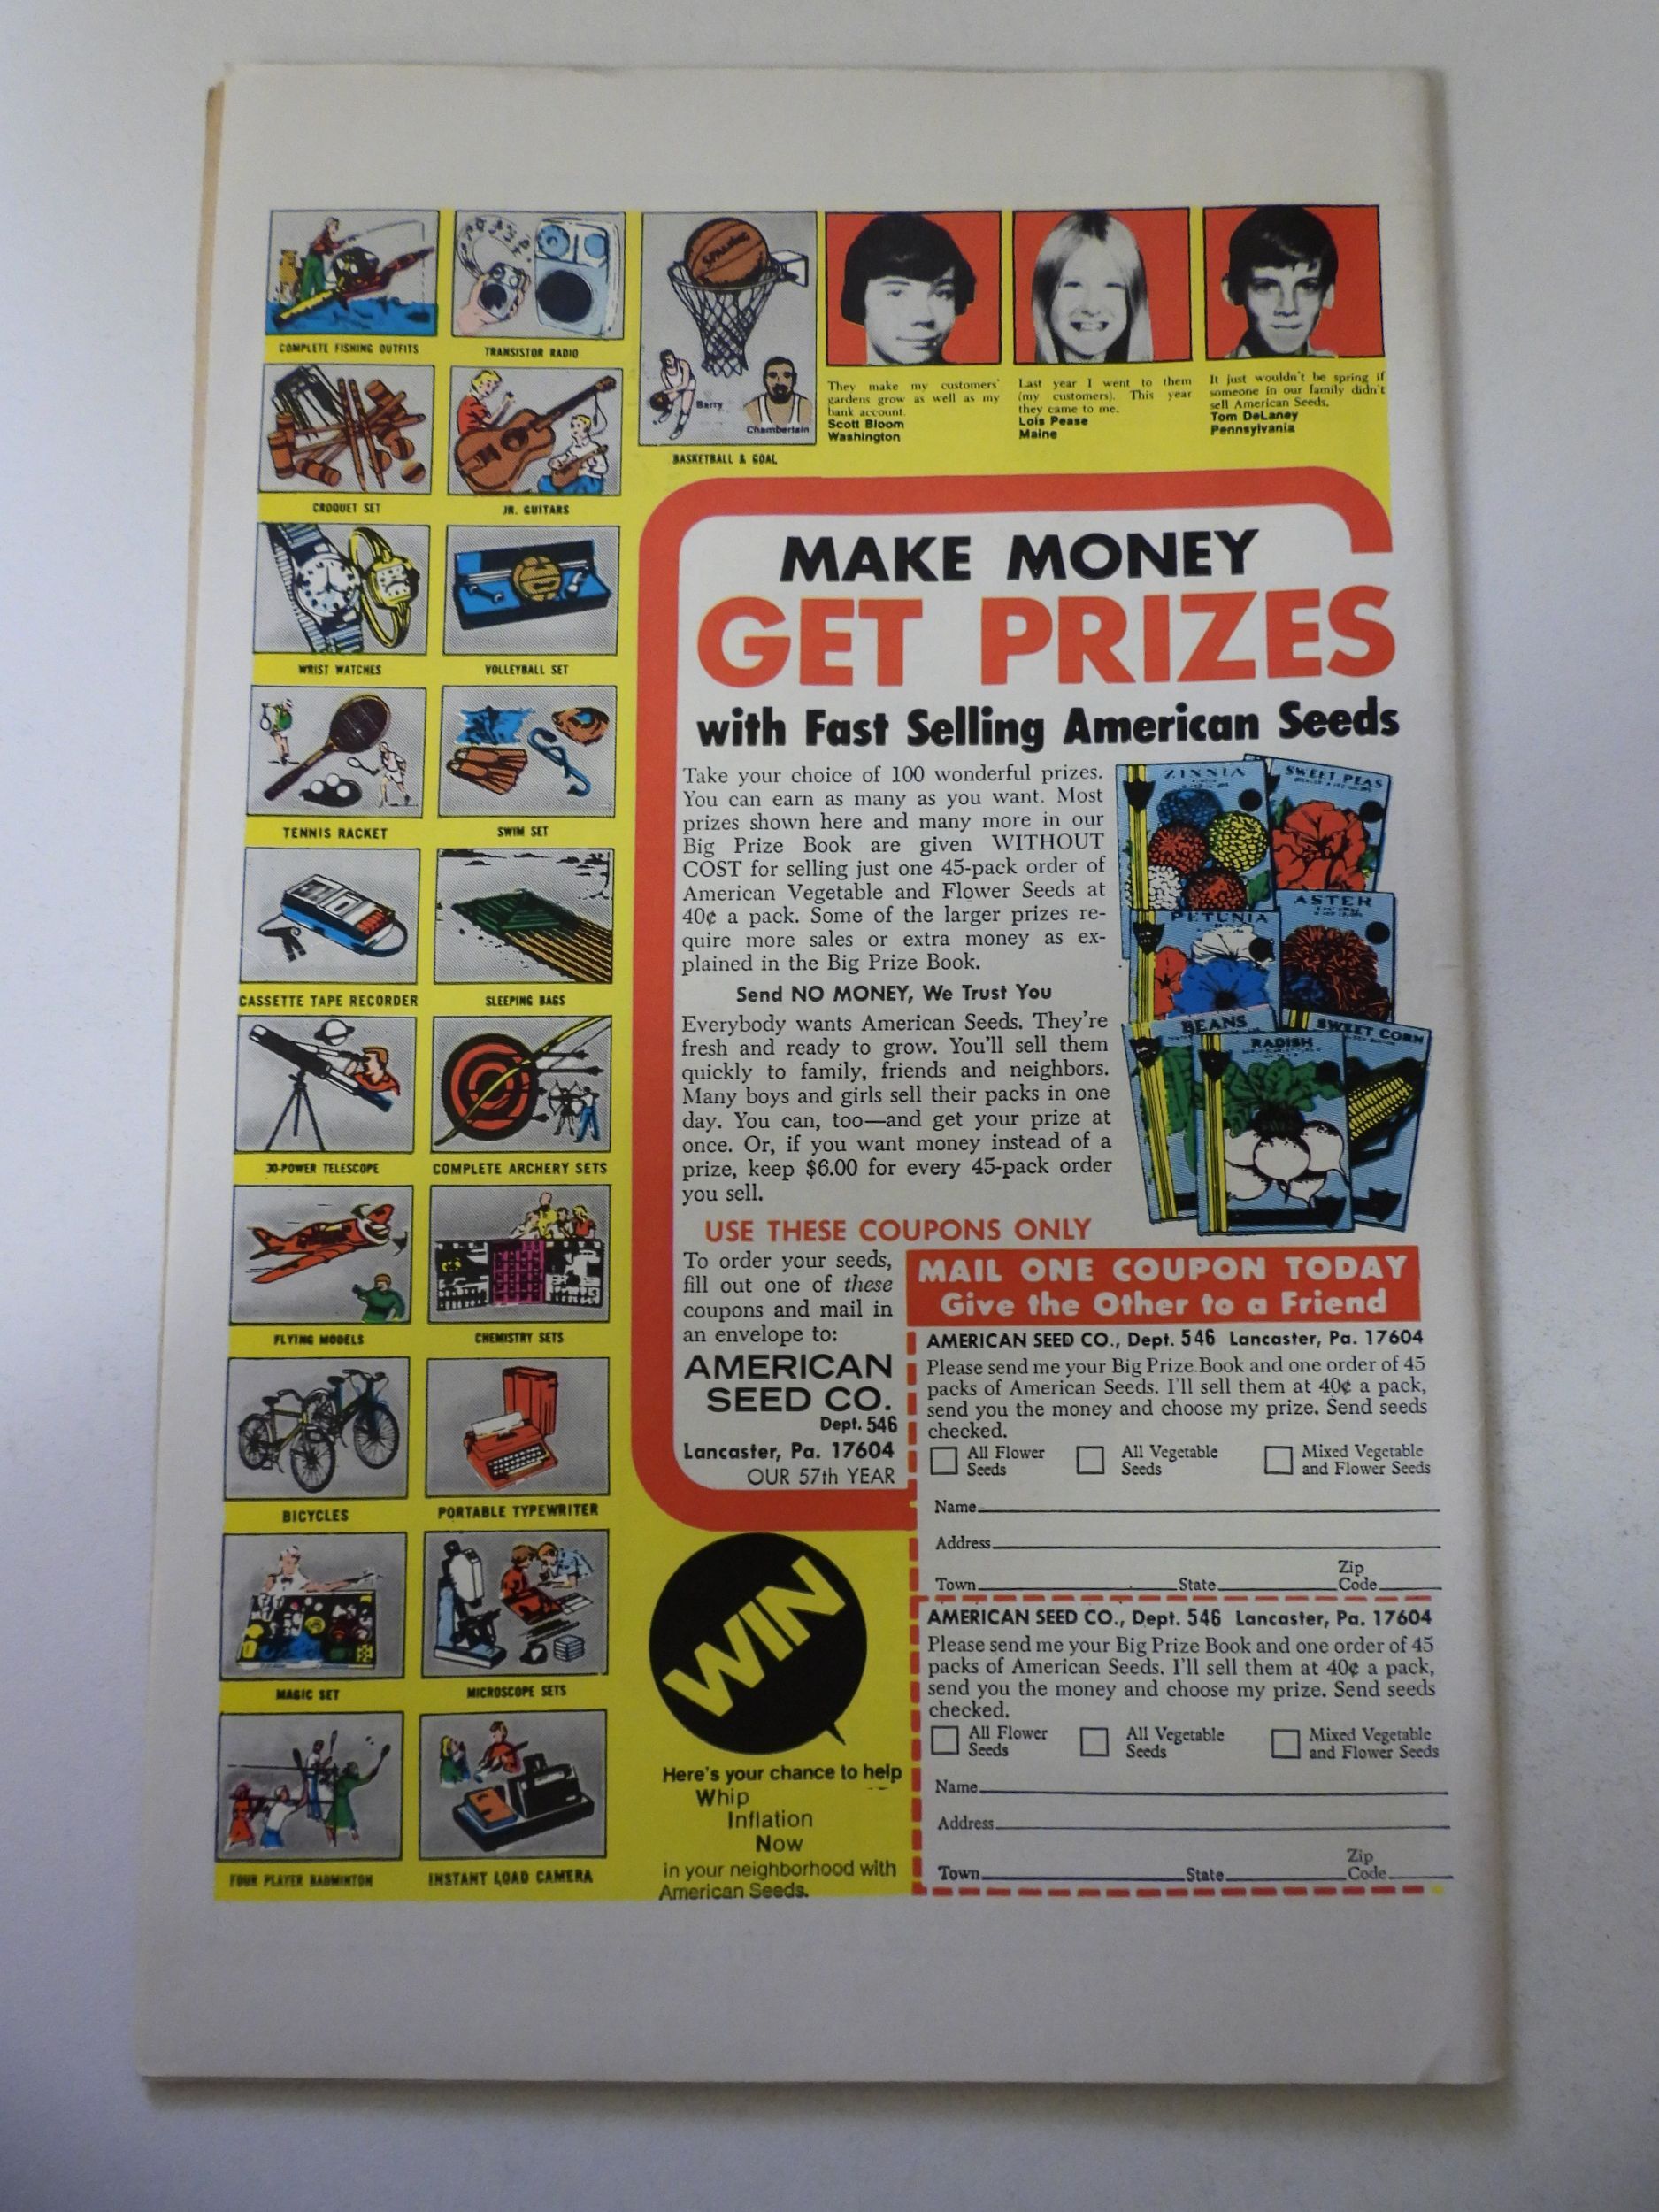 COMPLETE FISHING OUTFITS
TRANSISTOR RADIO
SPALDING
Barry
Chamberlain
BASKETBALL & GOAL
CROQUET SET
JR. GUITARS
WRIST WATCHES
VOLLEYBALL SET
TENNIS RACKET
SWIM SET
CASSETTE TAPE RECORDER
SLEEPING BAGS
30-POWER TELESCOPE
COMPLETE ARCHERY SETS
FLYING MODELS
CHEMISTRY SETS
BICYCLES
PORTABLE TYPEWRITER
MAGIC SET
MICROSCOPE SETS
FOUR PLAYER BADMINTON
INSTANT LOAD CAMERA
They make my customers'
gardens grow as well as my
bank account.
Scott Bloom
Washington
Last year I went to them
(my customers). This year
they came to me.
Lois Pease
Maine
It just wouldn't be spring if
someone in our family didn't
sell American Seeds.
Tom DeLaney
Pennsylvania
MAKE MONEY
GET PRIZES
with Fast Selling American Seeds
Take your choice of 100 wonderful prizes.
You can earn as many as you want. Most
prizes shown here and many more in our
Big Prize Book are given WITHOUT
COST for selling just one 45-pack order of
American Vegetable and Flower Seeds at
40¢ a pack. Some of the larger prizes re-
quire more sales or extra money as ex-
plained in the Big Prize Book.
Send NO MONEY, We Trust You
Everybody wants American Seeds. They're
fresh and ready to grow. You'll sell them
quickly to family, friends and neighbors.
Many boys and girls sell their packs in one
day. You can, too—and get your prize at
once. Or, if you want money instead of a
prize, keep $6.00 for every 45-pack order
you sell.
ZINNIA
SWEET PEAS
PETUNIA
ASTER
BEANS
RADISH
SWEET CORN
USE THESE COUPONS ONLY
To order your seeds,
fill out one of these
coupons and mail in
an envelope to:
AMERICAN
SEED CO.
Dept. 546
Lancaster, Pa. 17604
OUR 57th YEAR
MAIL ONE COUPON TODAY
Give the Other to a Friend
AMERICAN SEED CO., Dept. 546 Lancaster, Pa. 17604
Please send me your Big Prize Book and one order of 45
packs of American Seeds. I'll sell them at 40¢ a pack,
send you the money and choose my prize. Send seeds
checked.
All Flower
Seeds
All Vegetable
Seeds
Mixed Vegetable
and Flower Seeds
Name
Address
Town State Zip
Code
AMERICAN SEED CO., Dept. 546 Lancaster, Pa. 17604
Please send me your Big Prize Book and one order of 45
packs of American Seeds. I'll sell them at 40¢ a pack,
send you the money and choose my prize. Send seeds
checked.
All Flower
Seeds
All Vegetable
Seeds
Mixed Vegetable
and Flower Seeds
Name
Address
Town State Zip
Code
WIN
Here's your chance to help
Whip
Inflation
Now
in your neighborhood with
American Seeds.